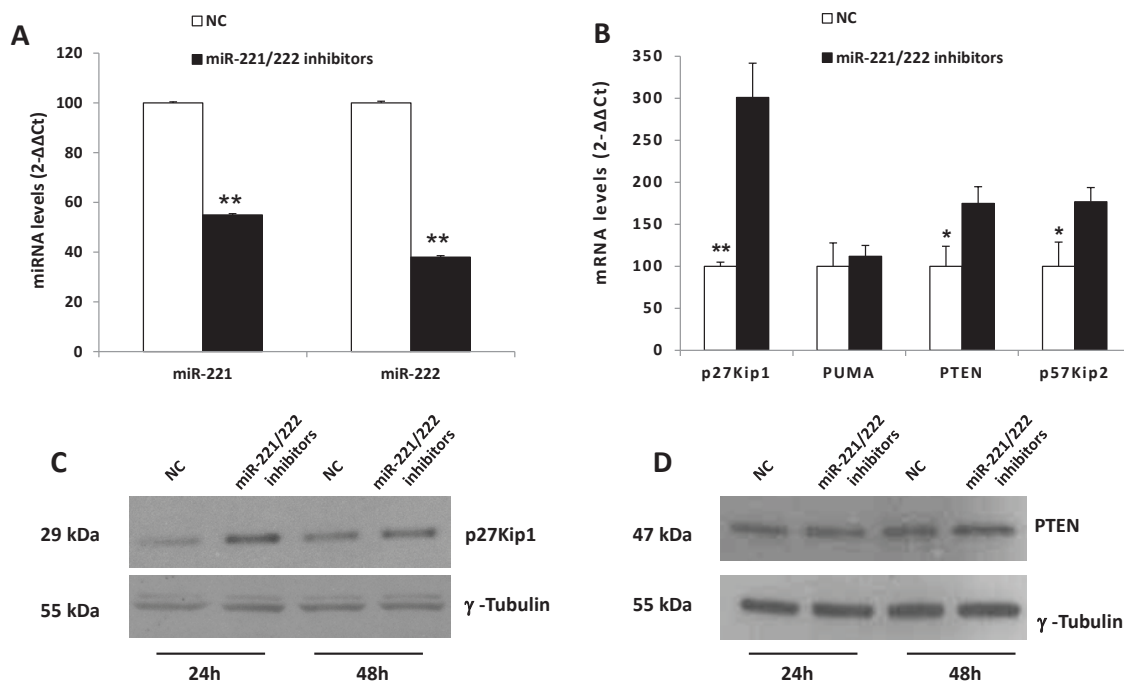 A
NC
miR-221/222 inhibitors
miRNA levels (2-ΔΔCt)
120
100
80
60
40
20
0
**
**
miR-221
miR-222
B
NC
miR-221/222 inhibitors
mRNA levels (2-ΔΔCt)
350
300
250
200
150
100
50
0
**
*
*
p27Kip1
PUMA
PTEN
p57Kip2
C
NC
miR-221/222 inhibitors
NC
miR-221/222 inhibitors
29 kDa
p27Kip1
55 kDa
γ -Tubulin
24h
48h
D
NC
miR-221/222 inhibitors
NC
miR-221/222 inhibitors
47 kDa
PTEN
55 kDa
γ -Tubulin
24h
48h